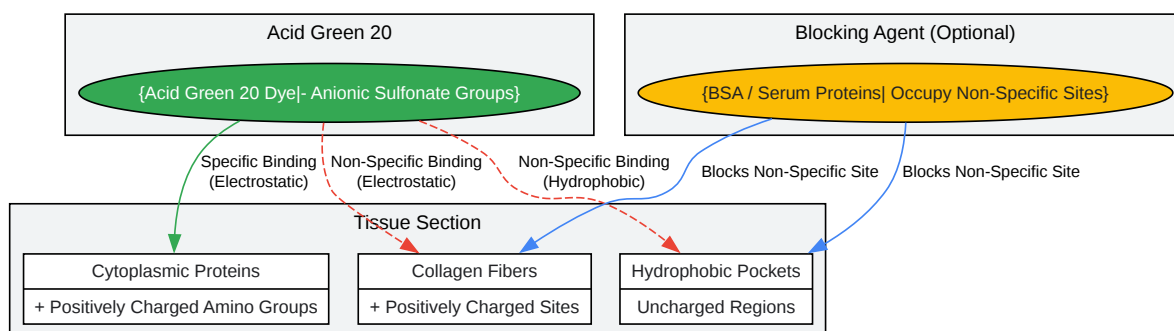 Acid Green 20
Blocking Agent (Optional)
{Acid Green 20 Dye|- Anionic Sulfonate Groups}
{BSA / Serum Proteins| Occupy Non-Specific Sites}
Specific Binding
(Electrostatic)
Non-Specific Binding
(Electrostatic)
Non-Specific Binding
(Hydrophobic)
Blocks Non-Specific Site
Blocks Non-Specific Site
Tissue Section
Cytoplasmic Proteins
+ Positively Charged Amino Groups
Collagen Fibers
+ Positively Charged Sites
Hydrophobic Pockets
Uncharged Regions